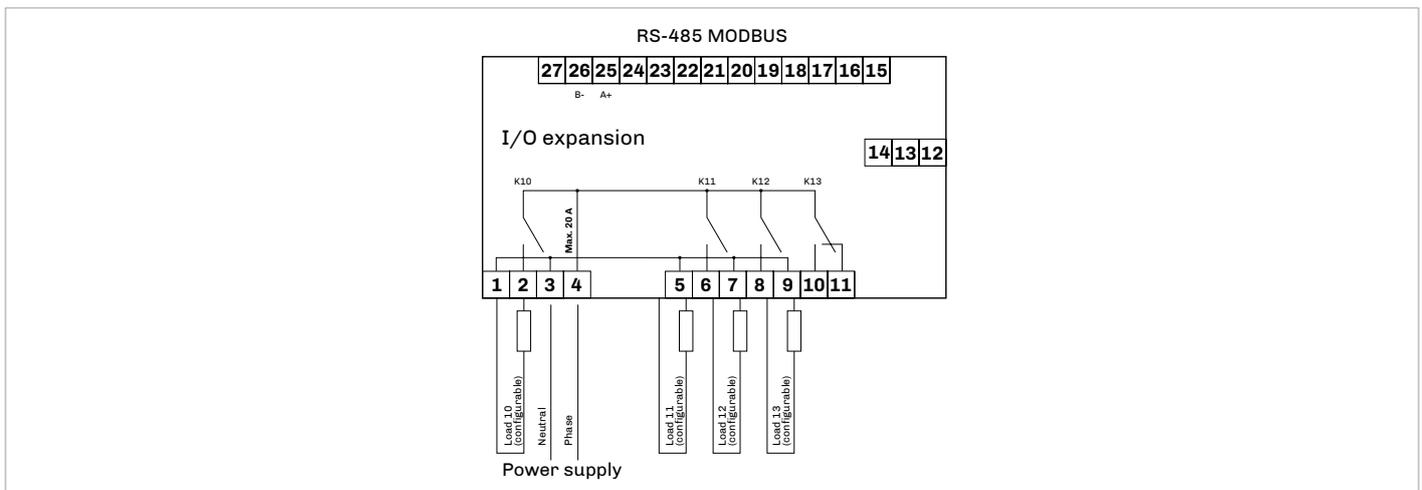 RS-485 MODBUS
27 26 25 24 23 22 21 20 19 18 17 16 15
B- A+
I/O expansion
14 13 12
K10 K11 K12 K13
Max. 20 A
1 2 3 4 5 6 7 8 9 10 11
Load 10
(configurable)
Neutral
Phase
Load 11
(configurable)
Load 12
(configurable)
Load 13
(configurable)
Power supply